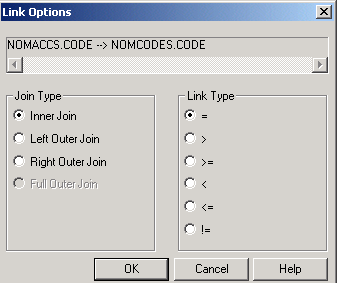 Link Options
NOMACCS.CODE --> NOMCODES.CODE
Join Type
Inner Join
Left Outer Join
Right Outer Join
Full Outer Join
Link Type
=
>
>=
<
<=
!=
OK
Cancel
Help